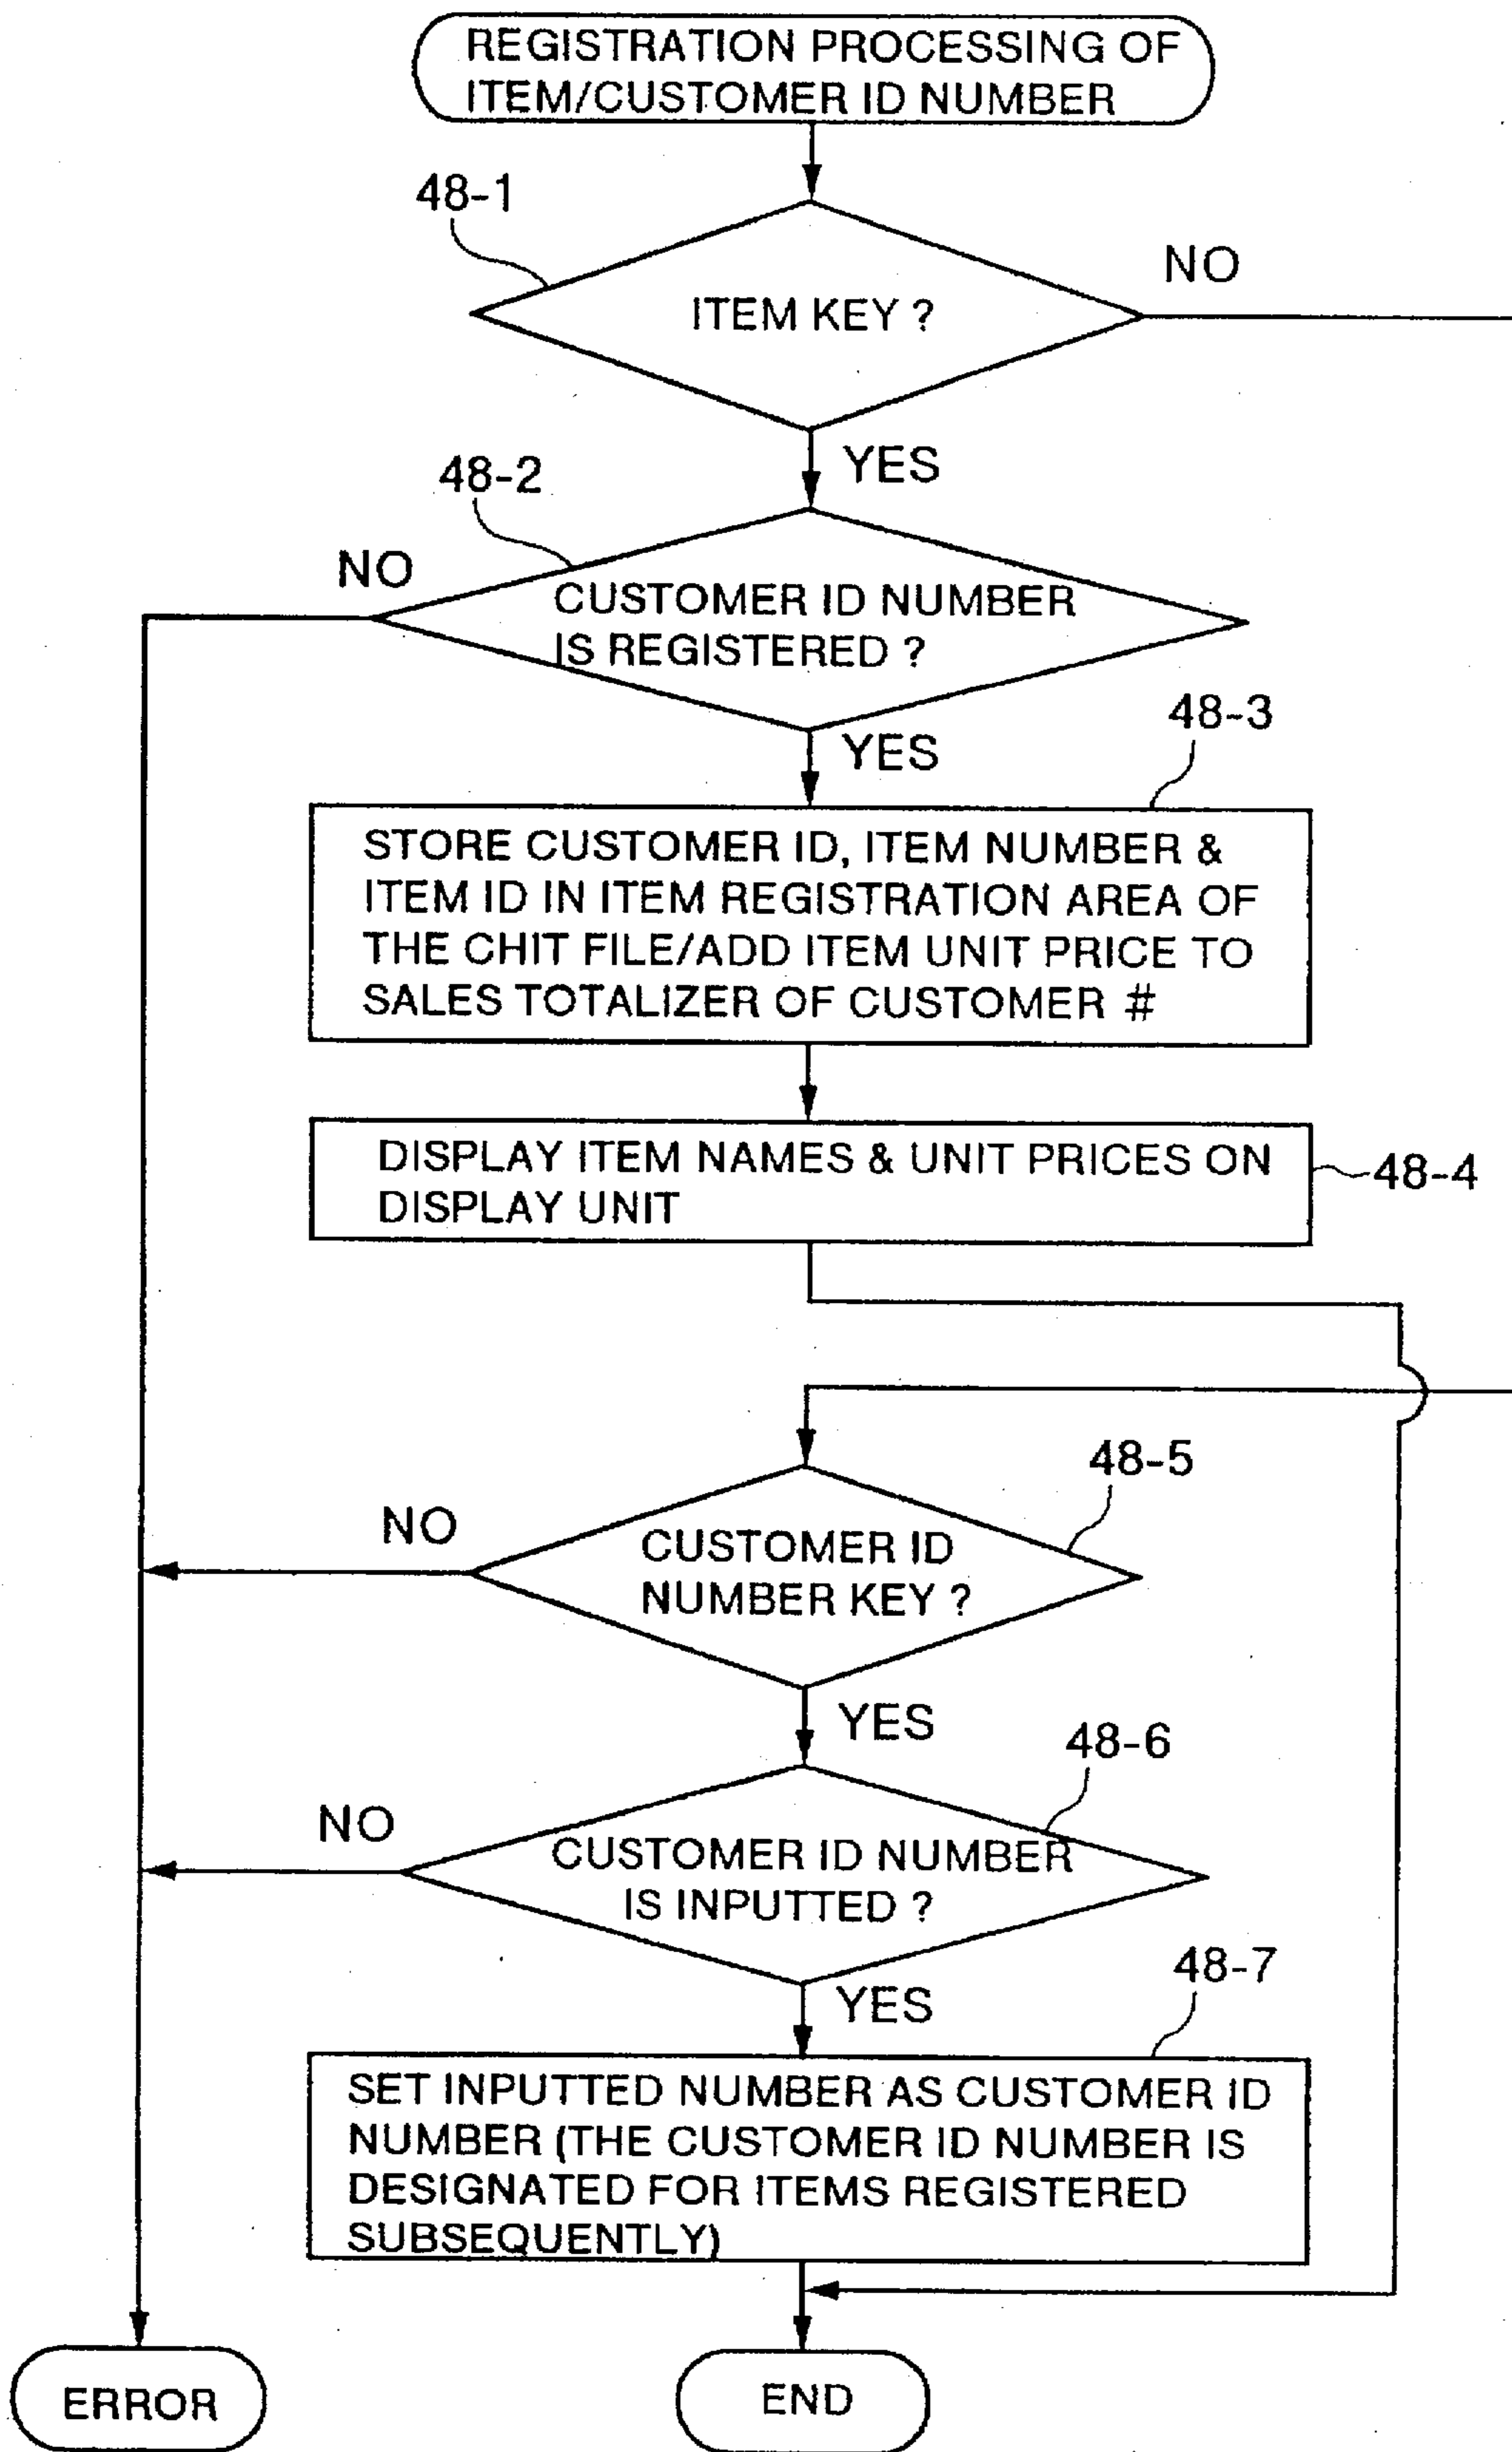 REGISTRATION PROCESSING OF
ITEM/CUSTOMER ID NUMBER
48-1
NO
ITEM KEY ?
YES
48-2
NO
CUSTOMER ID NUMBER
IS REGISTERED ?
48-3
YES
STORE CUSTOMER ID, ITEM NUMBER &
ITEM ID IN ITEM REGISTRATION AREA OF
THE CHIT FILE/ADD ITEM UNIT PRICE TO
SALES TOTALIZER OF CUSTOMER #
DISPLAY ITEM NAMES & UNIT PRICES ON
DISPLAY UNIT
48-4
48-5
NO
CUSTOMER ID
NUMBER KEY ?
YES
48-6
NO
CUSTOMER ID NUMBER
IS INPUTTED ?
48-7
YES
SET INPUTTED NUMBER AS CUSTOMER ID
NUMBER (THE CUSTOMER ID NUMBER IS
DESIGNATED FOR ITEMS REGISTERED
SUBSEQUENTLY)
ERROR
END